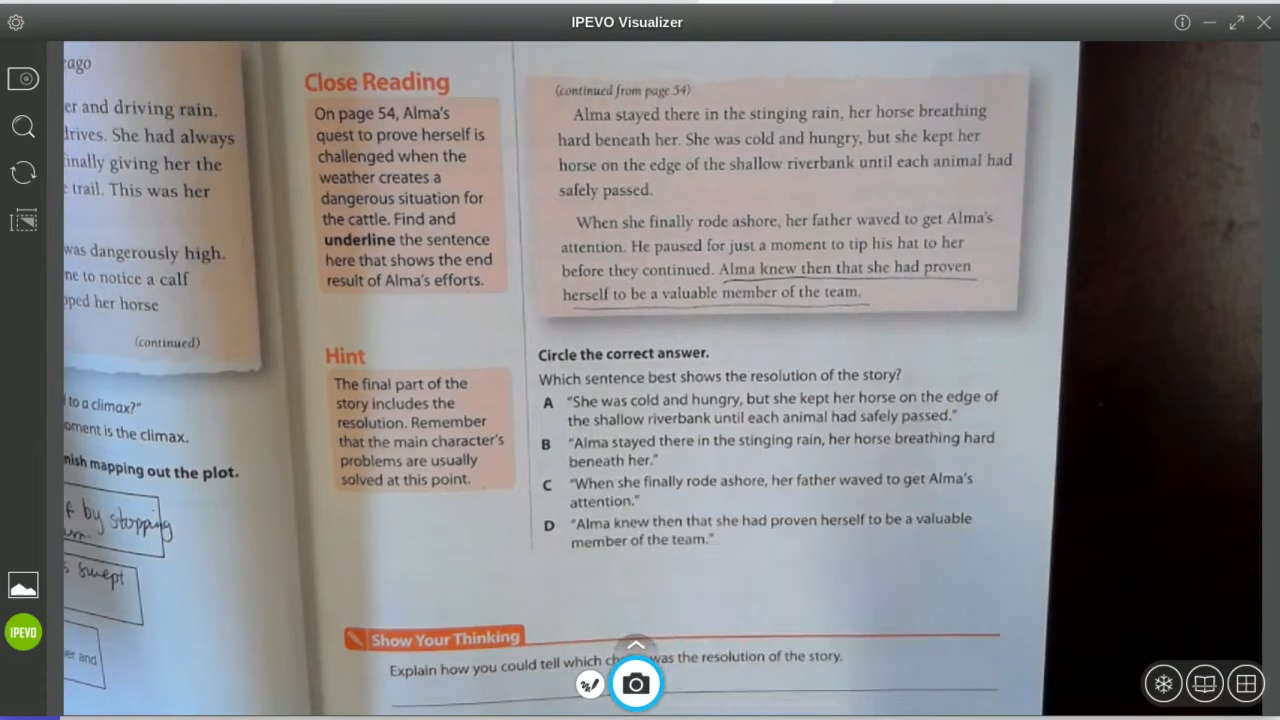 IPEVO Visualizer
cago
er and driving rain.
drives. She had always
finally giving her the
e trail. This was her
was dangerously high.
me to notice a calf
pped her horse
(continued)
l to a climax?"
oment is the climax.
nish mapping out the plot.
f by stopping
s swept
er and
Close Reading
On page 54, Alma's
quest to prove herself is
challenged when the
weather creates a
dangerous situation for
the cattle. Find and
underline the sentence
here that shows the end
result of Alma's efforts.
Hint
The final part of the
story includes the
resolution. Remember
that the main character's
problems are usually
solved at this point.
(continued from page 54)
Alma stayed there in the stinging rain, her horse breathing
hard beneath her. She was cold and hungry, but she kept her
horse on the edge of the shallow riverbank until each animal had
safely passed.
When she finally rode ashore, her father waved to get Alma's
attention. He paused for just a moment to tip his hat to her
before they continued. Alma knew then that she had proven
herself to be a valuable member of the team.
Circle the correct answer.
Which sentence best shows the resolution of the story?
A "She was cold and hungry, but she kept her horse on the edge of
the shallow riverbank until each animal had safely passed."
B "Alma stayed there in the stinging rain, her horse breathing hard
beneath her."
C "When she finally rode ashore, her father waved to get Alma's
attention."
D "Alma knew then that she had proven herself to be a valuable
member of the team."
Show Your Thinking
Explain how you could tell which ch was the resolution of the story.
IPEVO